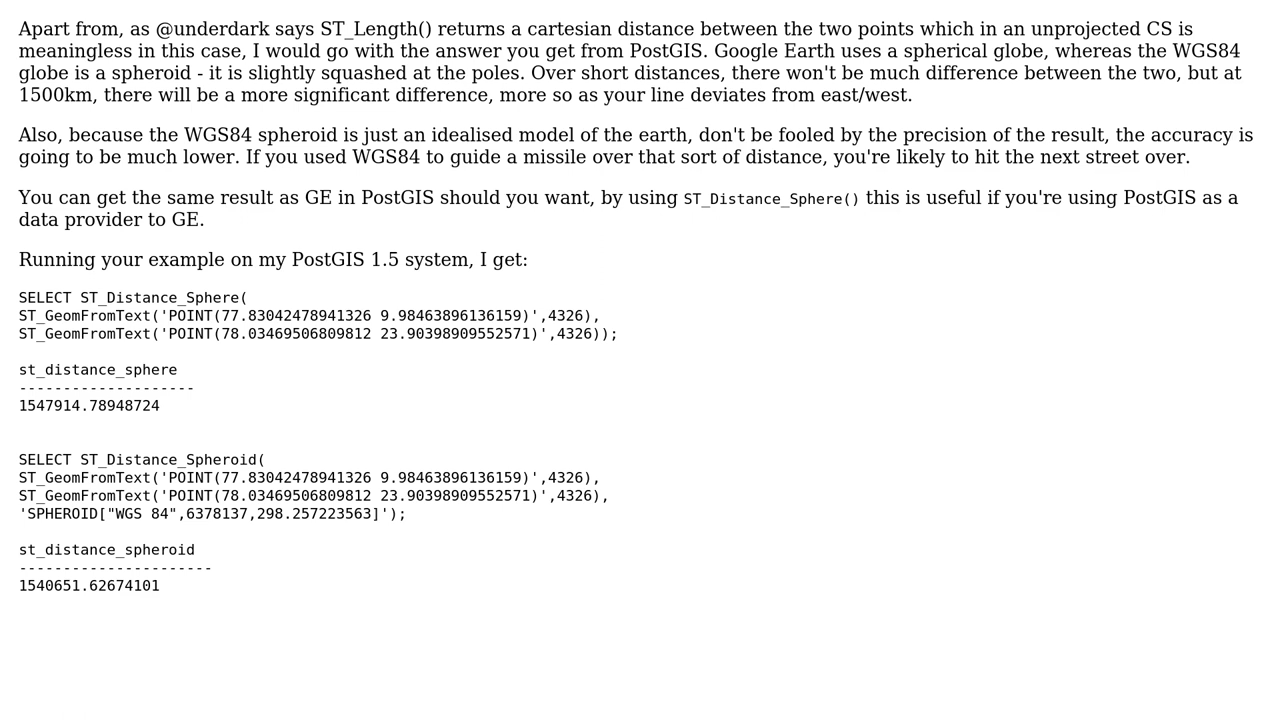 Apart from, as @underdark says ST_Length() returns a cartesian distance between the two points which in an unprojected CS is
meaningless in this case, I would go with the answer you get from PostGIS. Google Earth uses a spherical globe, whereas the WGS84
globe is a spheroid - it is slightly squashed at the poles. Over short distances, there won't be much difference between the two, but at
1500km, there will be a more significant difference, more so as your line deviates from east/west.
Also, because the WGS84 spheroid is just an idealised model of the earth, don't be fooled by the precision of the result, the accuracy is
going to be much lower. If you used WGS84 to guide a missile over that sort of distance, you're likely to hit the next street over.
You can get the same result as GE in PostGIS should you want, by using ST_Distance_Sphere() this is useful if you're using PostGIS as a
data provider to GE.
Running your example on my PostGIS 1.5 system, I get:
SELECT ST_Distance_Sphere(
ST_GeomFromText('POINT(77.83042478941326 9.98463896136159)',4326),
ST_GeomFromText('POINT(78.03469506809812 23.90398909552571)',4326));
st_distance_sphere
--------------------
1547914.78948724
SELECT ST_Distance_Spheroid(
ST_GeomFromText('POINT(77.83042478941326 9.98463896136159)',4326),
ST_GeomFromText('POINT(78.03469506809812 23.90398909552571)',4326),
'SPHEROID["WGS 84",6378137,298.257223563]');
st_distance_spheroid
----------------------
1540651.62674101